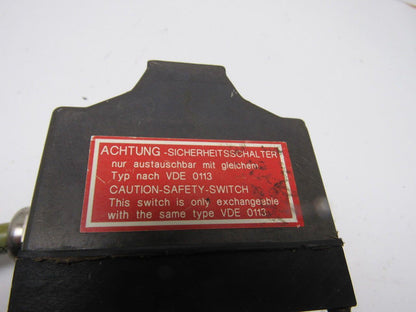 ACHTUNG-SICHERHEITSSCHALTER
nur austauschbar mit gleichem
Typ nach VDE 0113
CAUTION-SAFETY-SWITCH
This switch is only exchangeable
with the same type VDE 0113